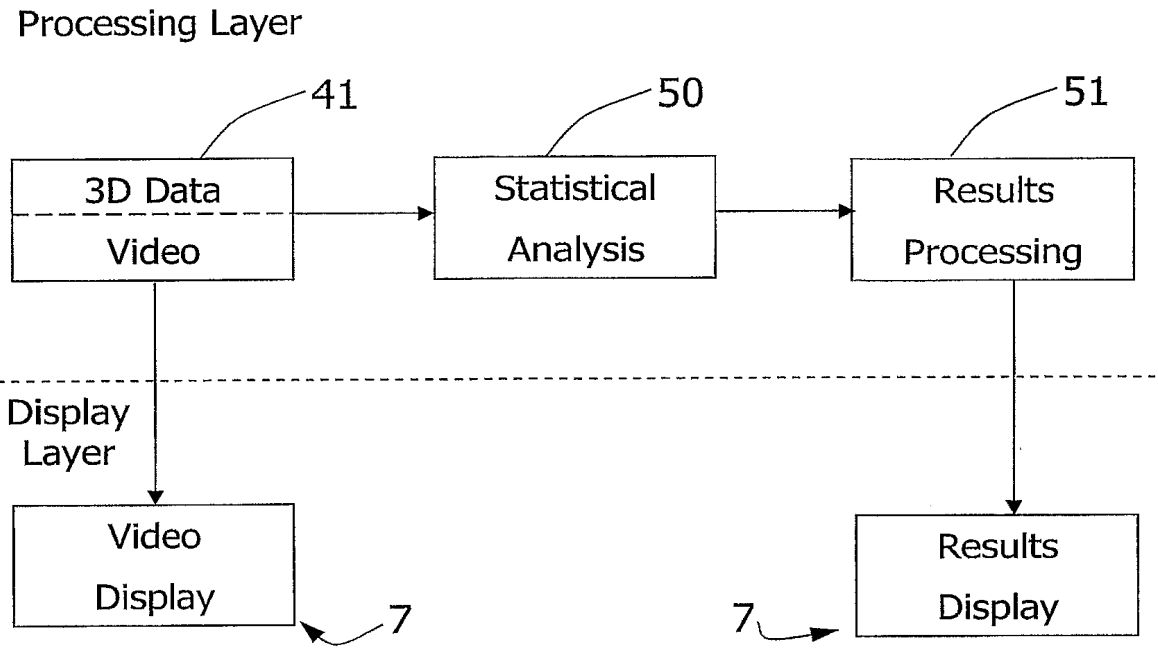 Processing Layer
41
50
51
3D Data
Video
Statistical
Analysis
Results
Processing
Display
Layer
Video
Display
7
7
Results
Display